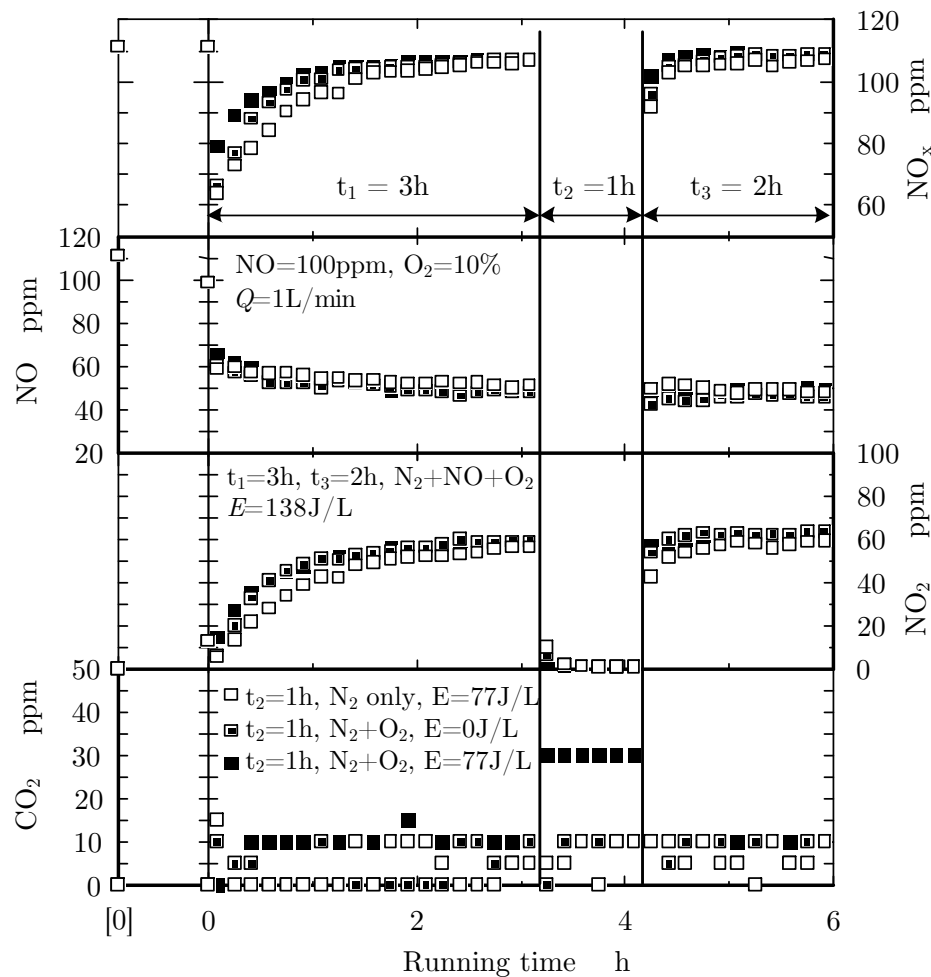 120
100
80
60
NOx ppm
t1 = 3h
t2 =1h
t3 = 2h
120
100
80
60
40
20
NO ppm
NO=100ppm, O2=10%
Q=1L/min
100
80
60
40
20
0
NO2 ppm
t1=3h, t3=2h, N2+NO+O2
E=138J/L
50
40
30
20
10
0
CO2 ppm
t2=1h, N2 only, E=77J/L
t2=1h, N2+O2, E=0J/L
t2=1h, N2+O2, E=77J/L
[0] 0 2 4 6
Running time h